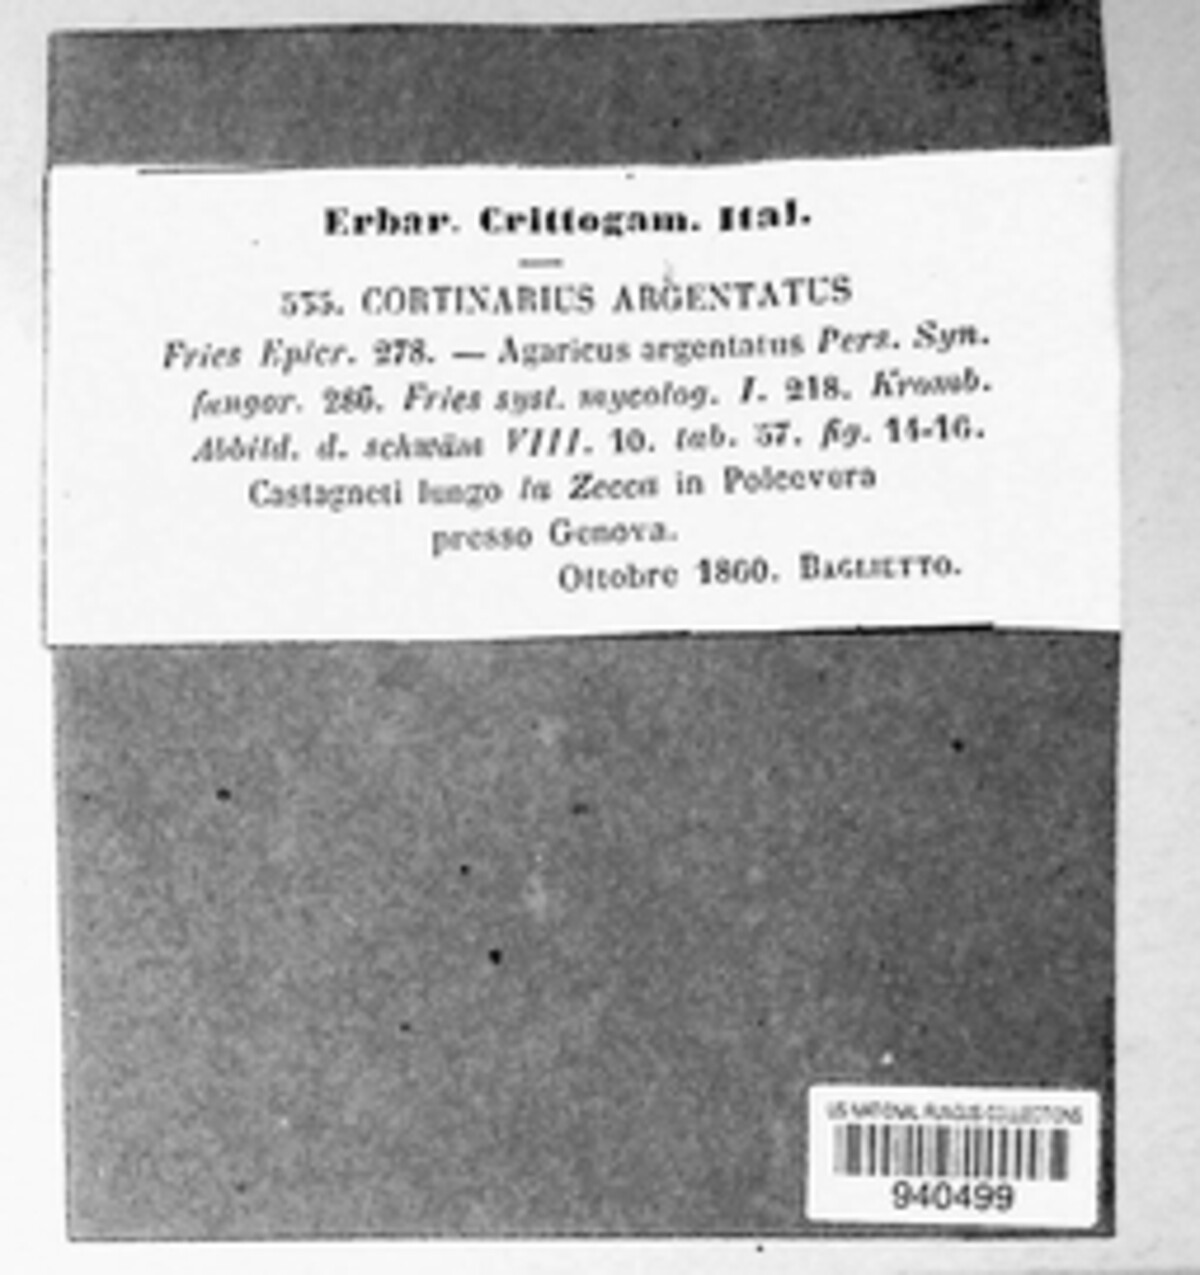 Erbar. Crittogam. Ital.
535. CORTINARIUS ARGENTATUS
Fries Epicr. 278. — Agaricus argentatus Pers. Syn.
fungor. 286. Fries syst. mycolog. I. 218. Kromb.
Abbild. d. schwäm VIII. 10. tab. 57. fig. 14-16.
Castagneti lungo la Zecca in Polcevera
presso Genova.
Ottobre 1860. BAGLIETTO.
US NATIONAL FUNGUS COLLECTIONS
940499